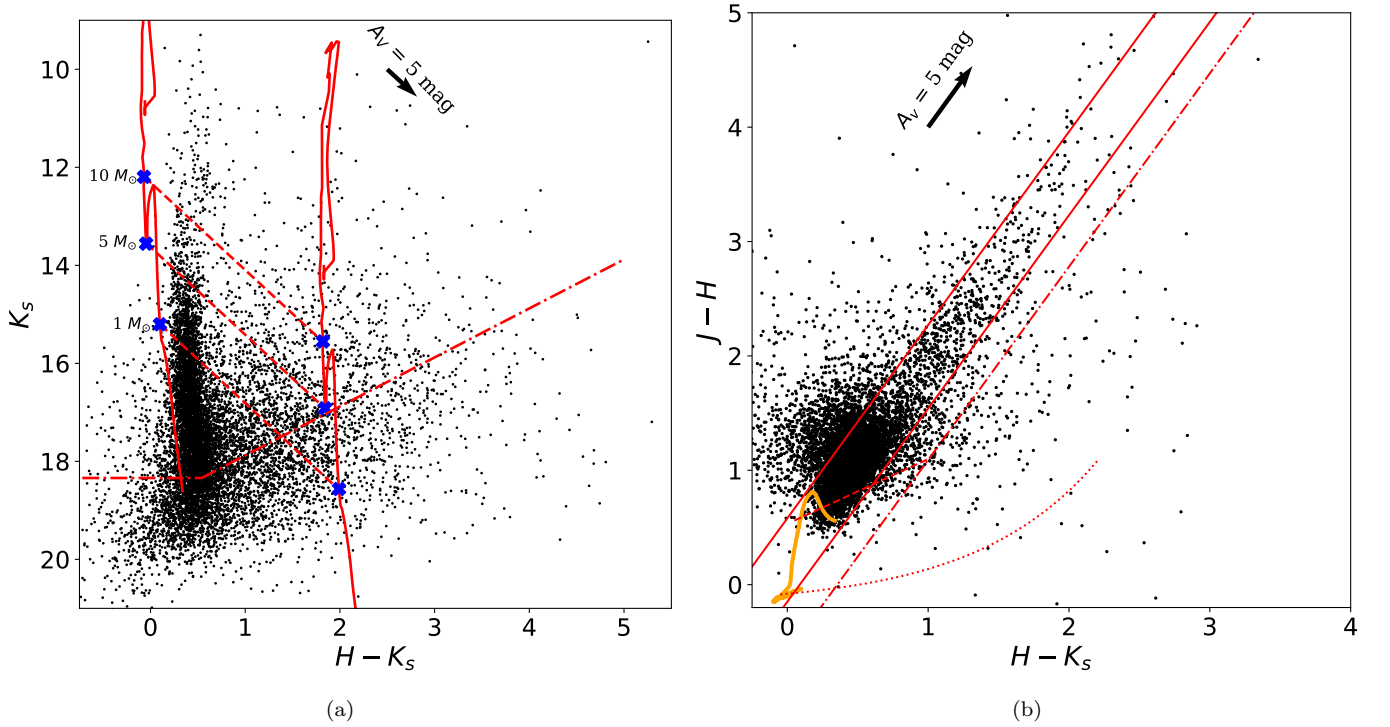 10
12
14
16
18
20
K_s
A_V = 5 mag
10 M_⊙
5 M_⊙
1 M_⊙
0 1 2 3 4 5
H − K_s
(a)
5
4
3
2
1
0
J − H
A_V = 5 mag
0 1 2 3 4
H − K_s
(b)